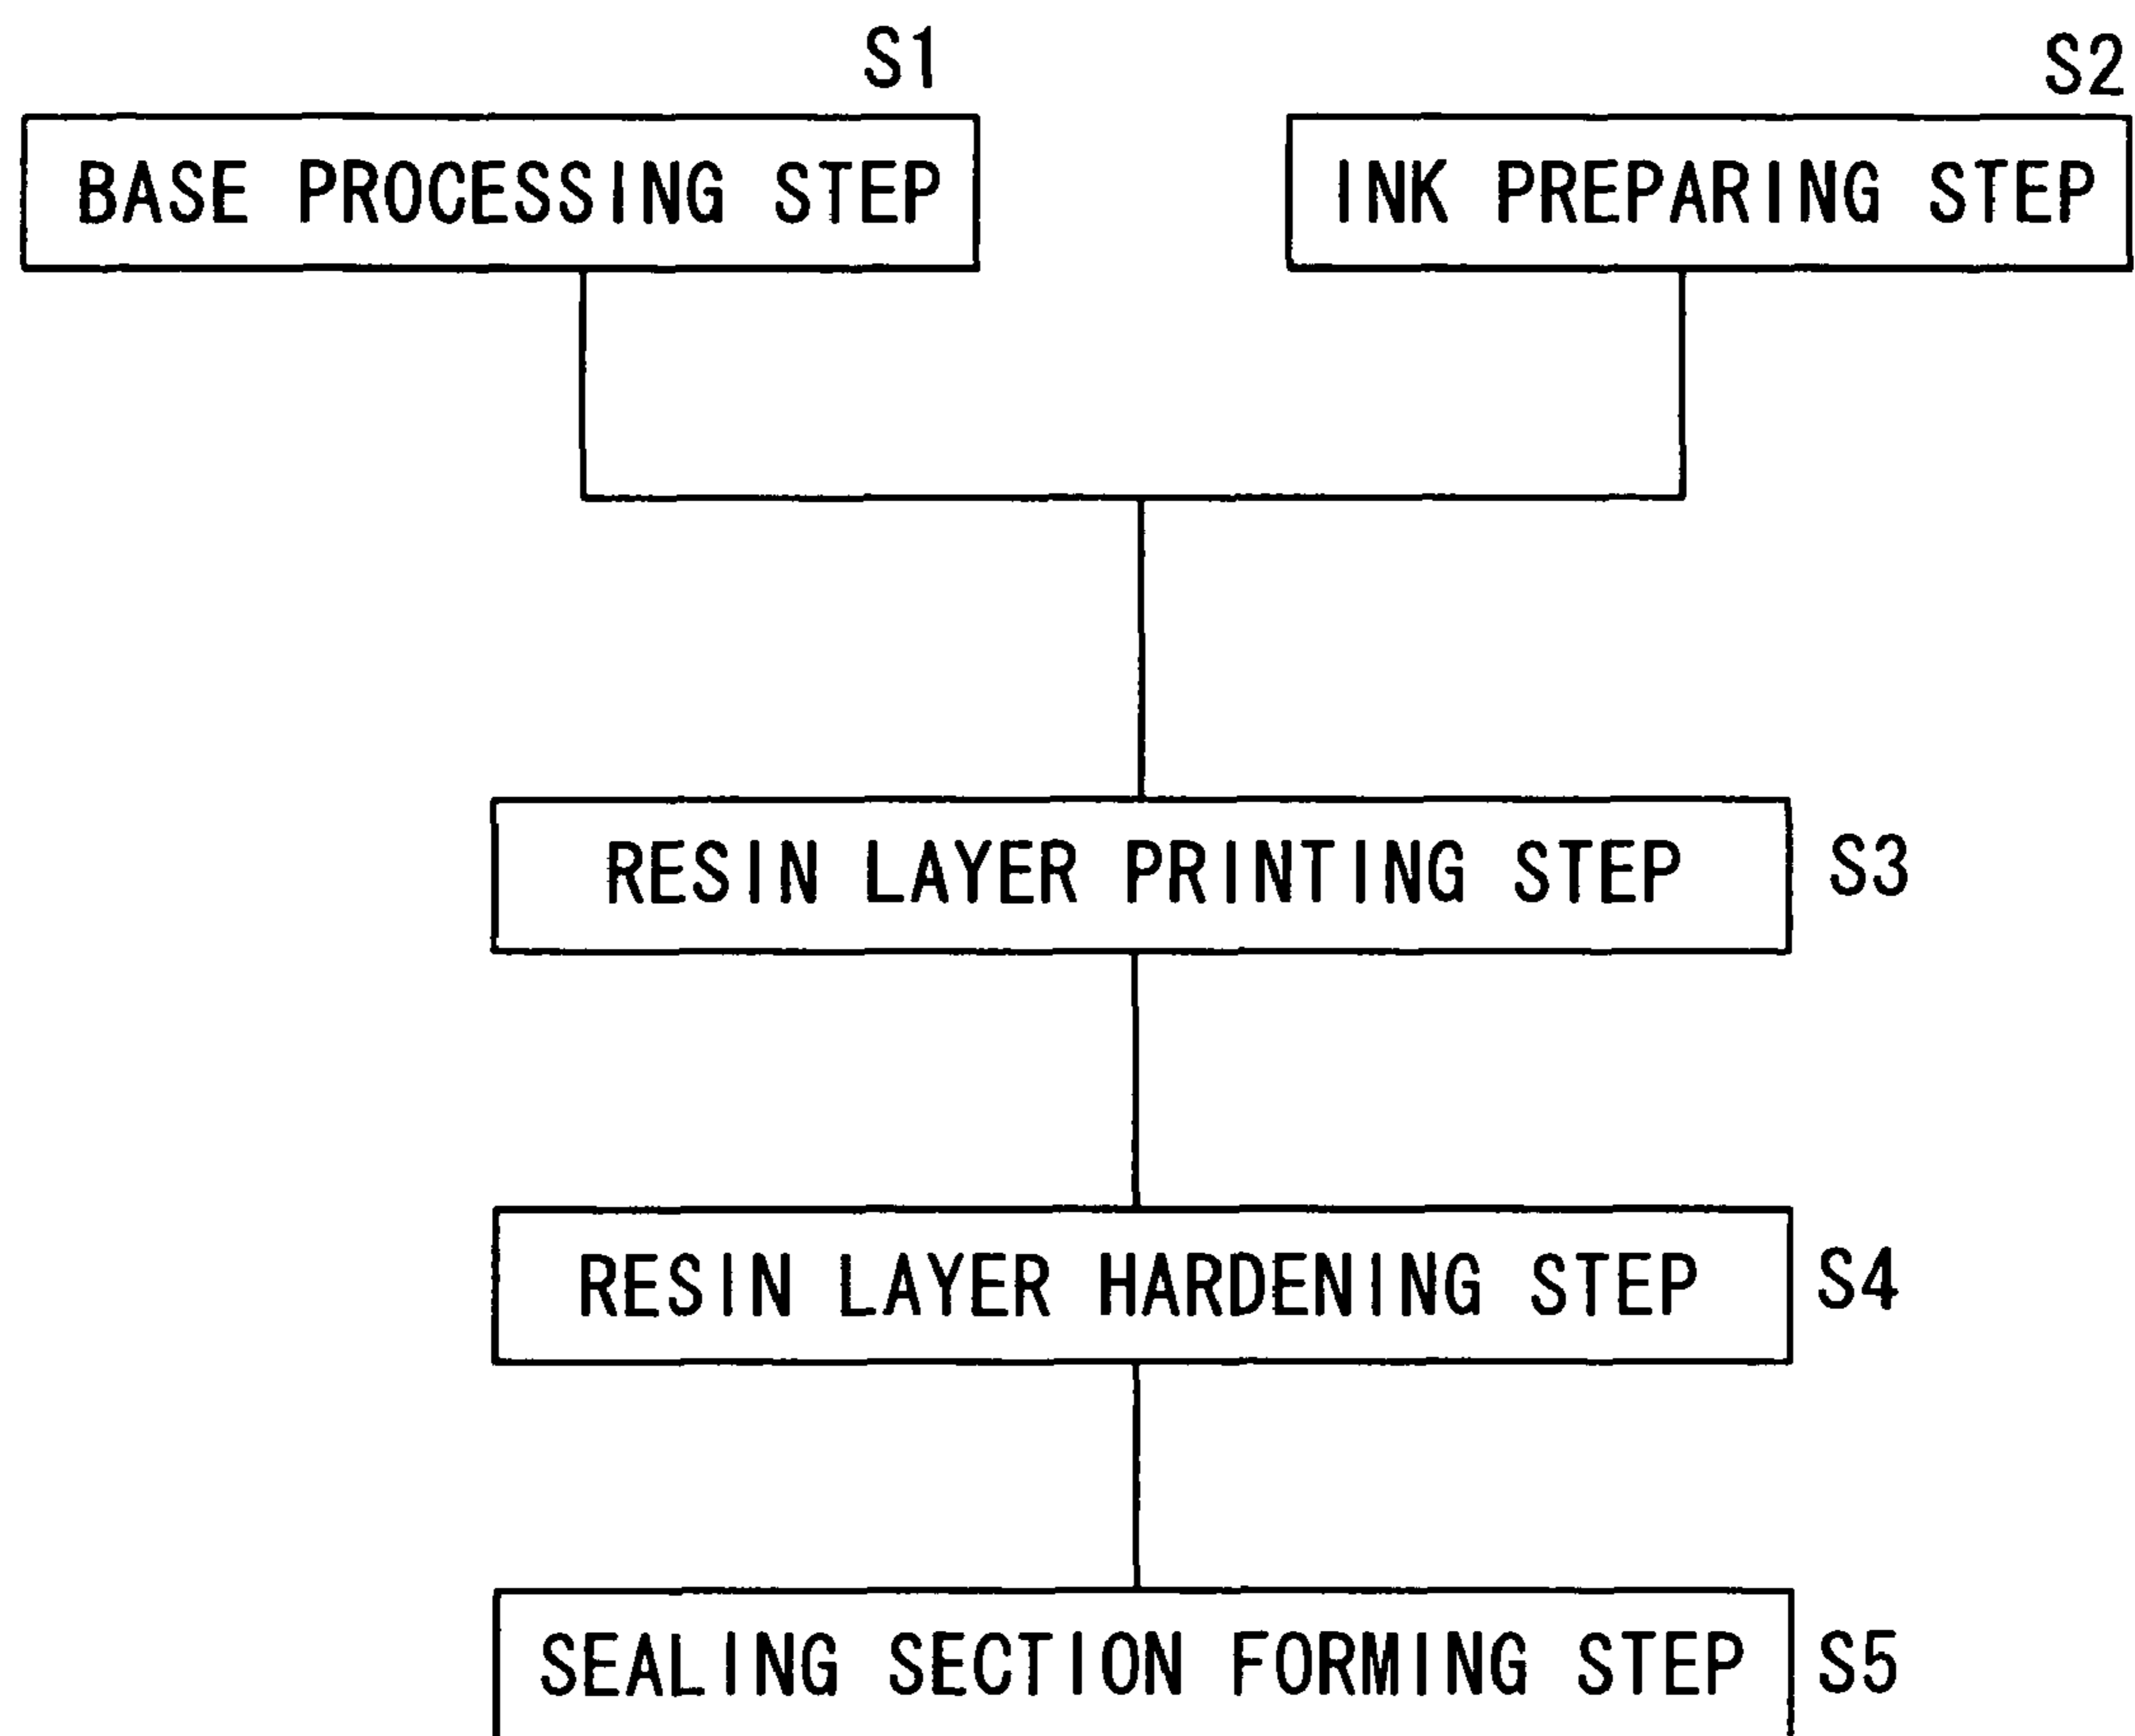 S1
BASE PROCESSING STEP
S2
INK PREPARING STEP
RESIN LAYER PRINTING STEP S3
RESIN LAYER HARDENING STEP S4
SEALING SECTION FORMING STEP S5